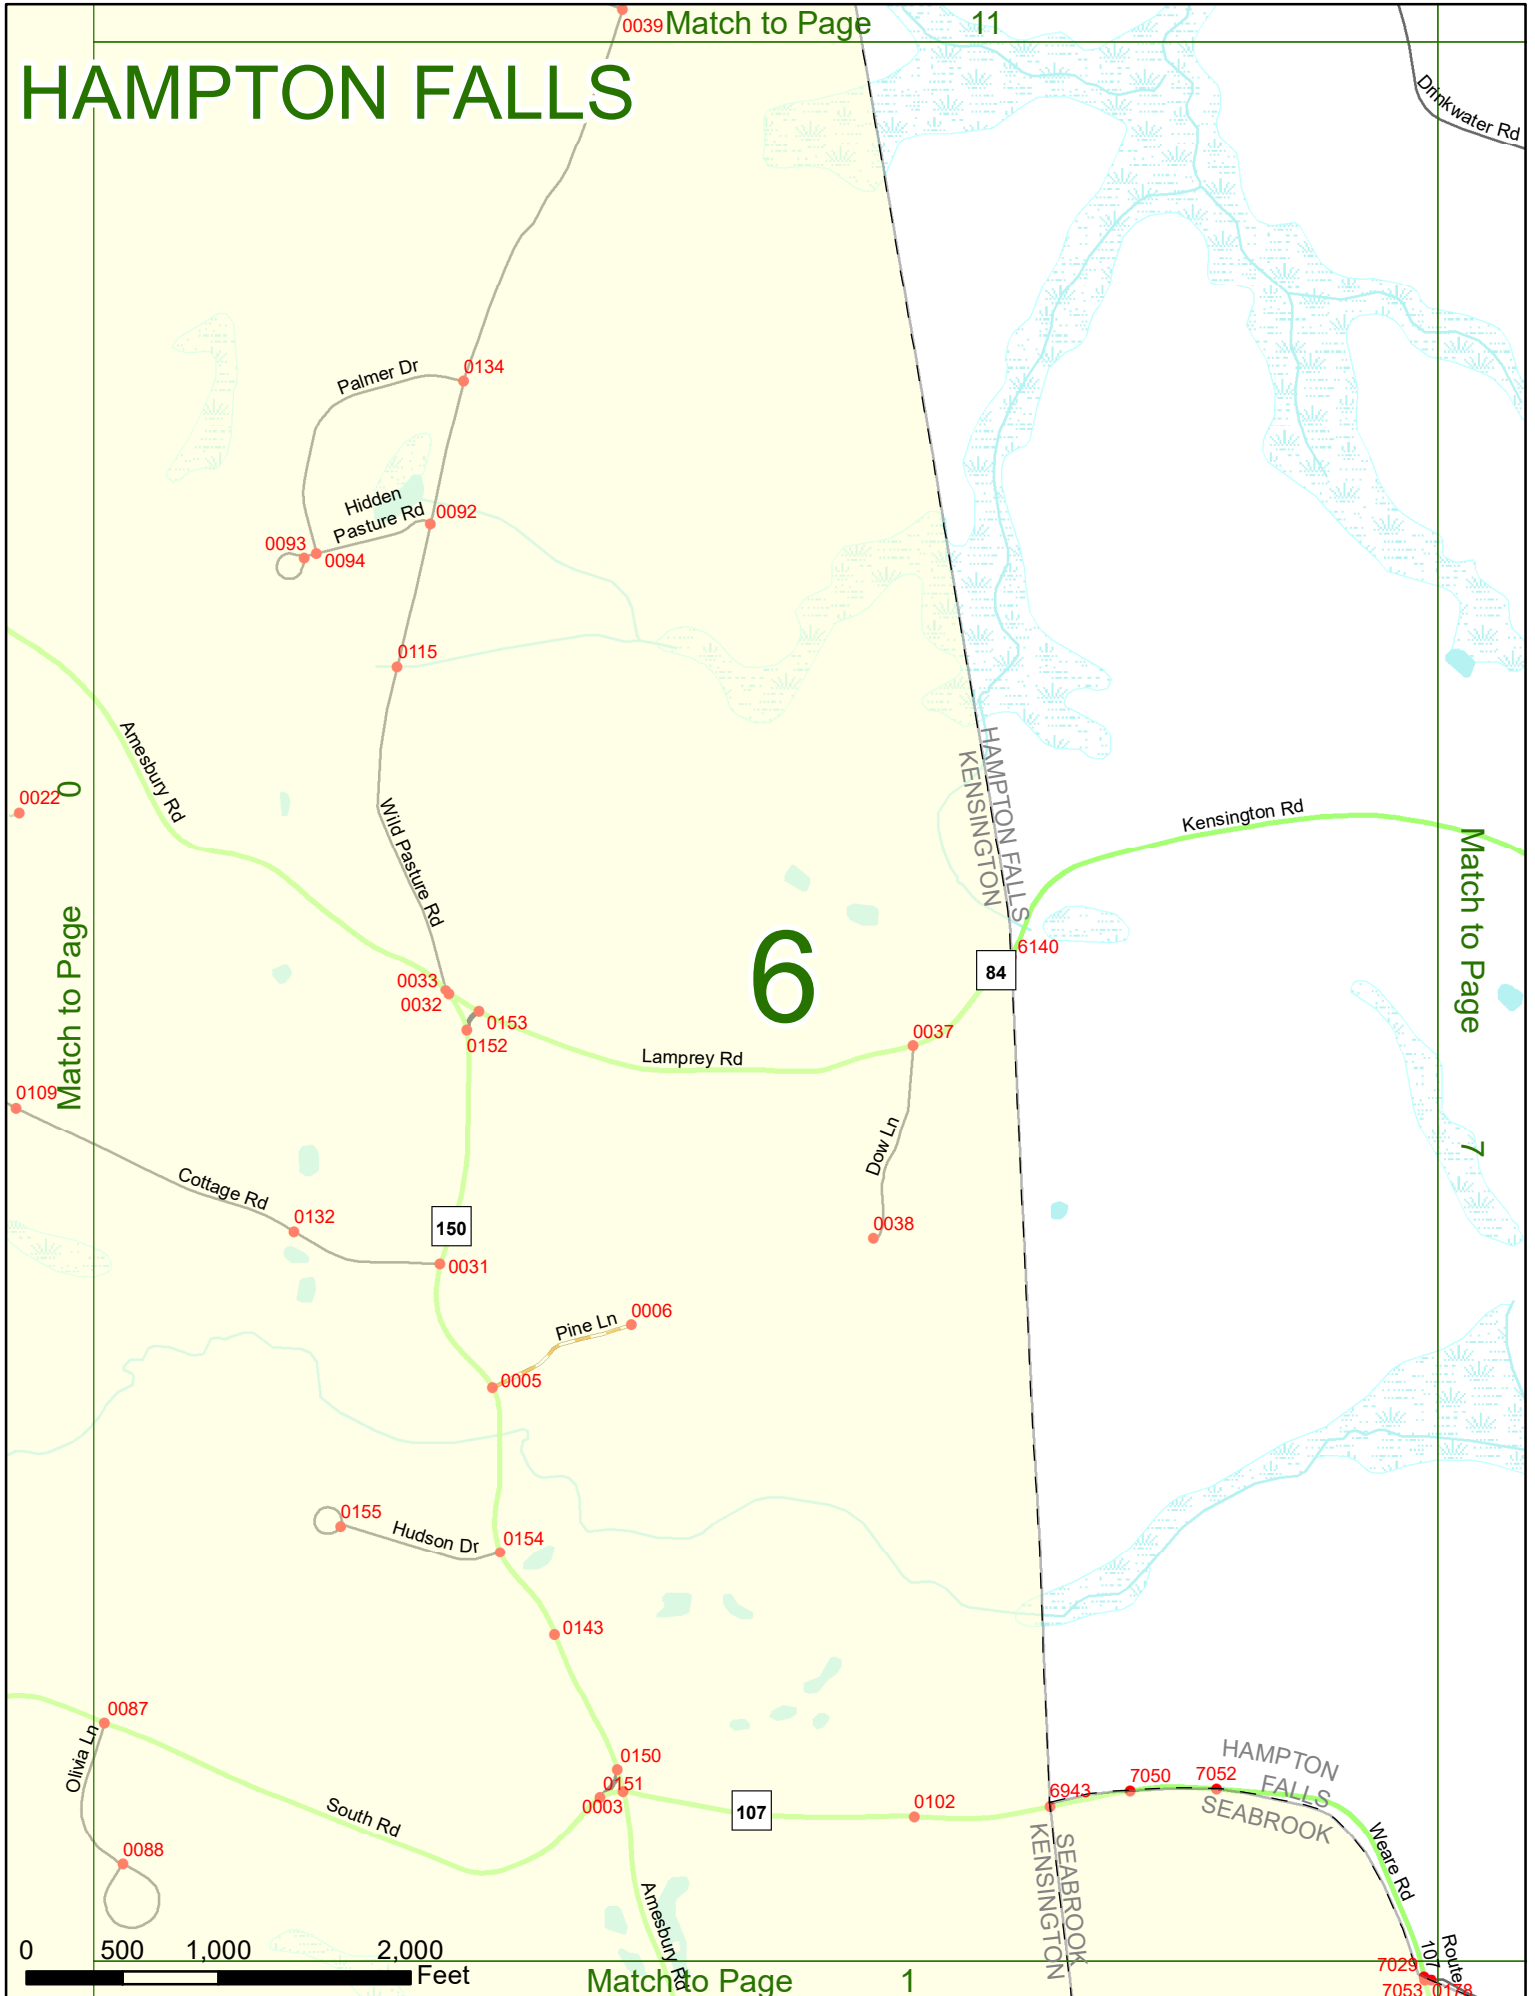 0039
Match to Page 11
HAMPTON FALLS
Drinkwater Rd
Palmer Dr
0134
Hidden
Pasture Rd
0092
0093
0094
0115
Amesbury Rd
0022
0
Match to Page
Wild Pasture Rd
HAMPTON FALLS
KENSINGTON
Kensington Rd
Match to Page
7
6
84
6140
0033
0032
0153
0152
0037
Lamprey Rd
0109
Dow Ln
Cottage Rd
0132
150
0038
0031
0006
Pine Ln
0005
0155
Hudson Dr
0154
0143
0087
Olivia Ln
0150
0151
0003
107
0102
6943
7050
7052
HAMPTON
FALLS
SEABROOK
South Rd
0088
SEABROOK
KENSINGTON
Weare Rd
Amesbury Rd
0 500 1,000 2,000
Feet
Match to Page 1
Route
107
7029
7053
0178